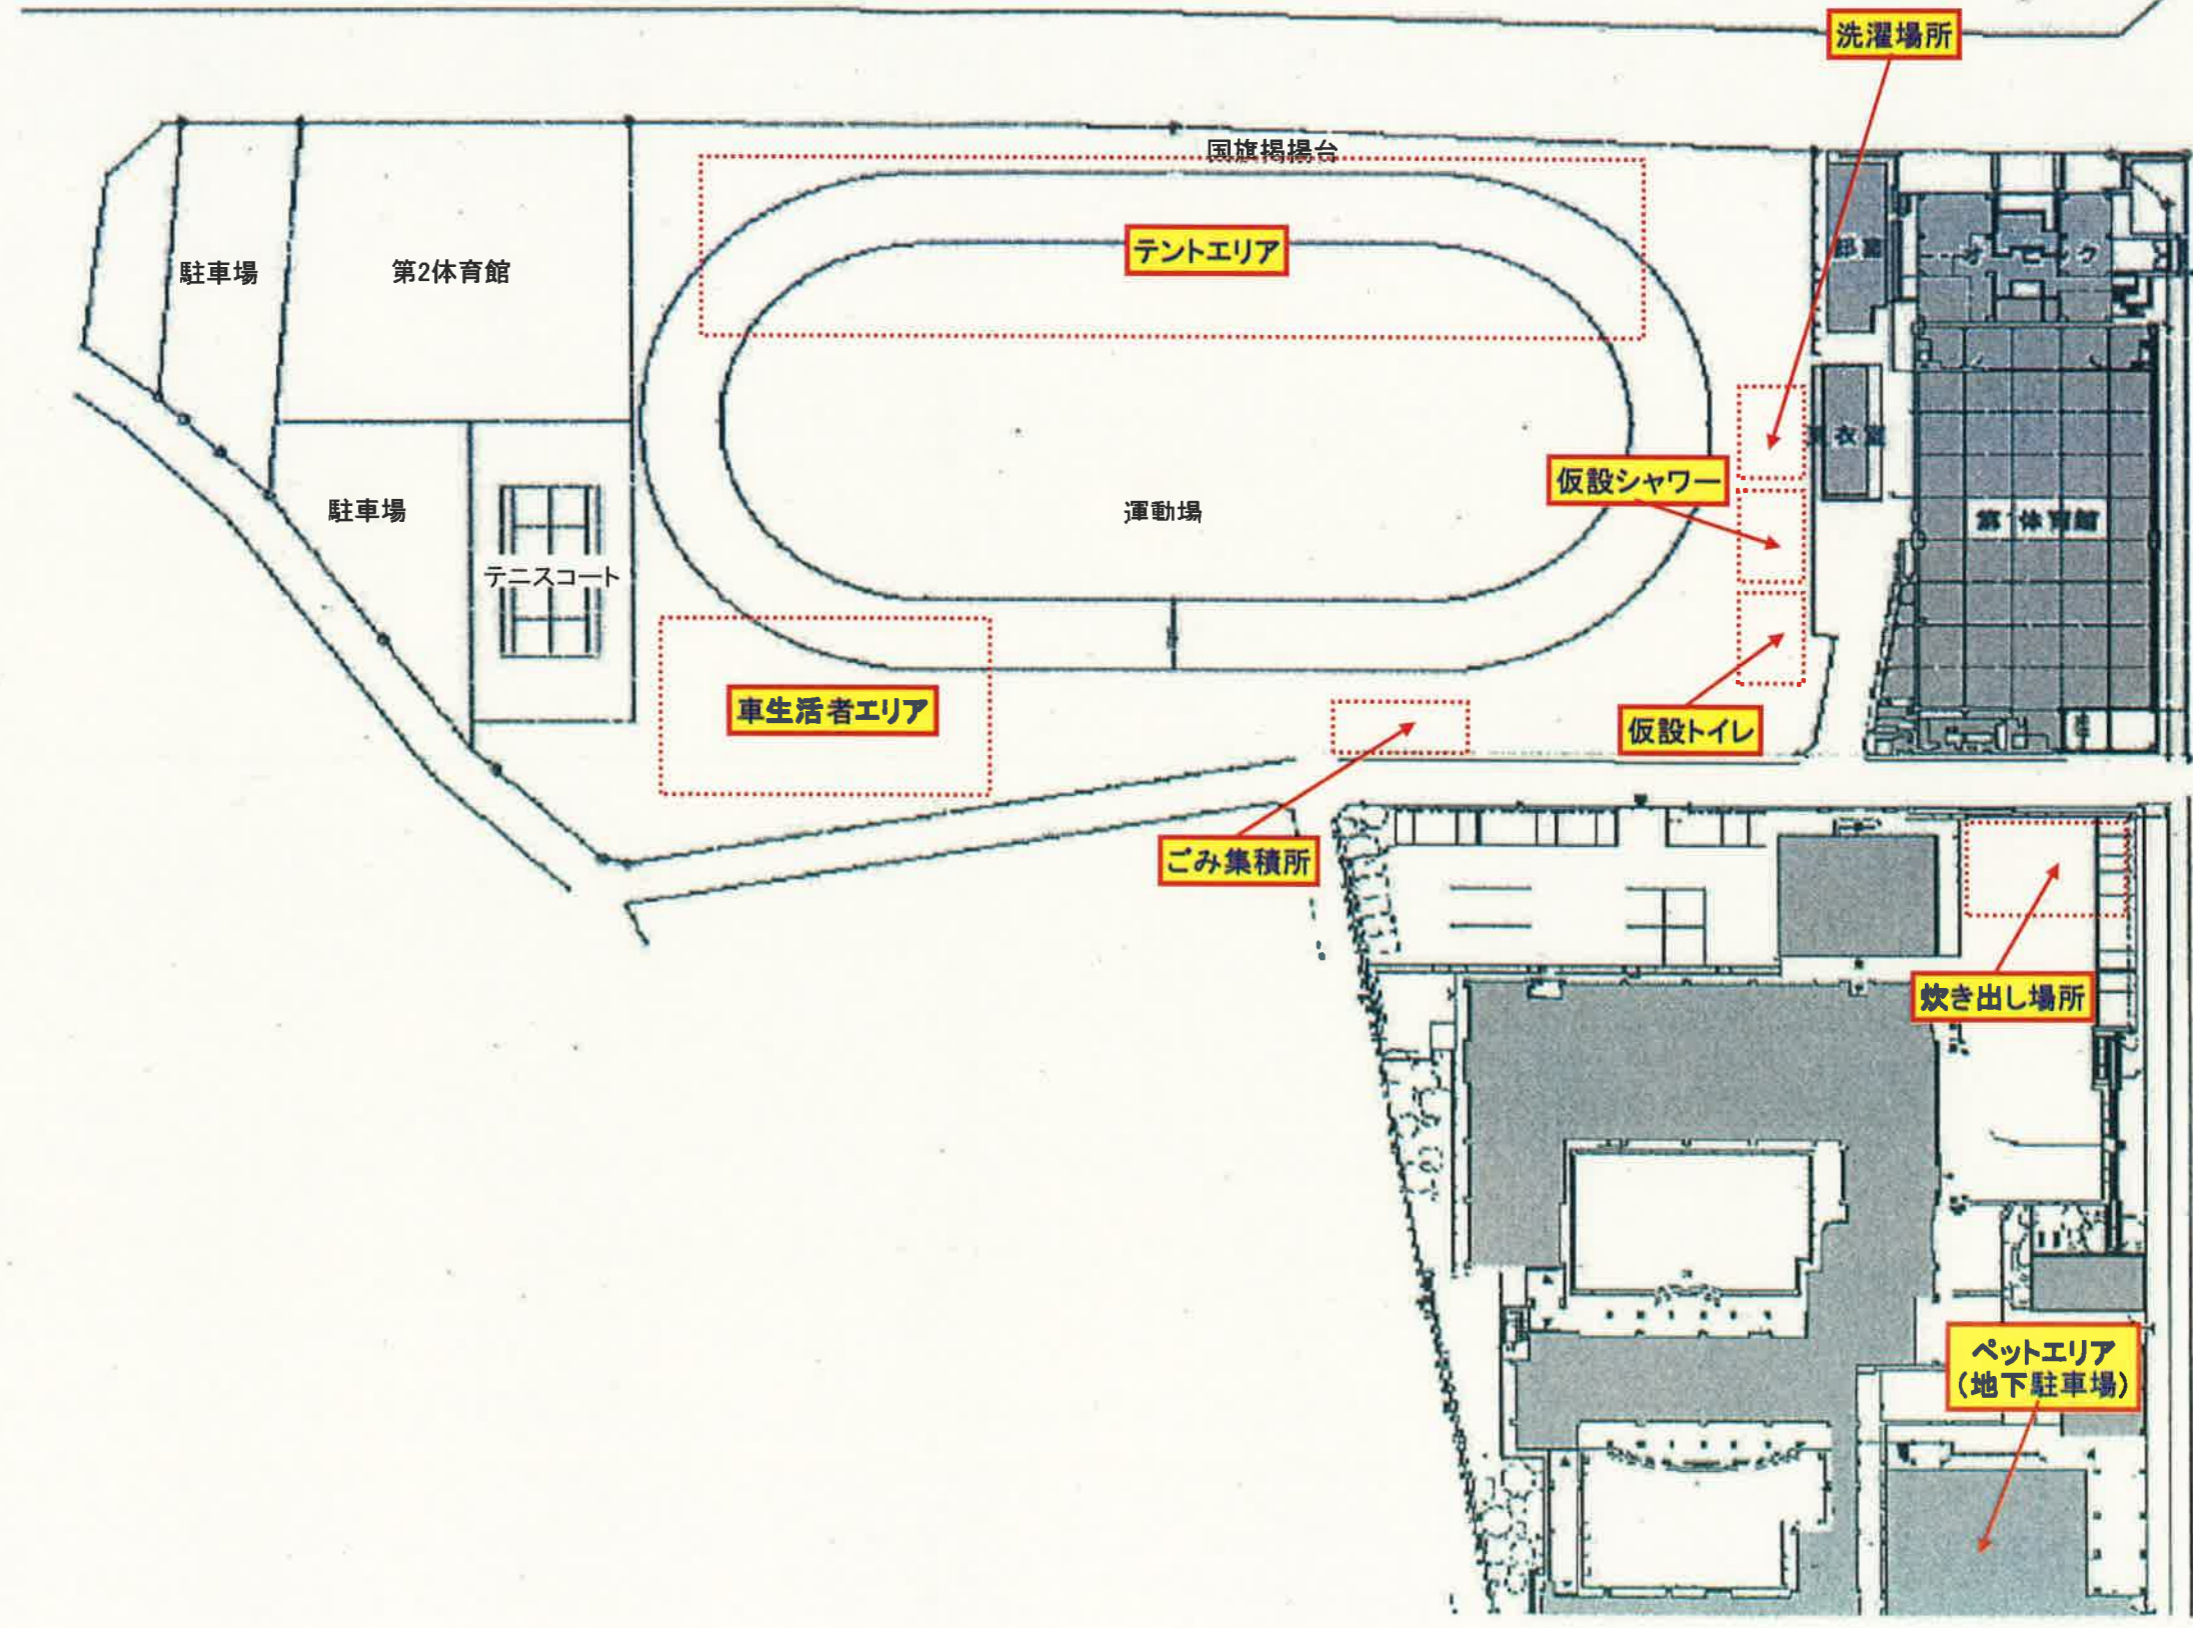 洗濯場所
国旗掲揚台
テントエリア
駐車場
第2体育館
仮設シャワー
駐車場
運動場
テニスコート
車生活者エリア
仮設トイレ
ごみ集積所
炊き出し場所
ペットエリア
(地下駐車場)